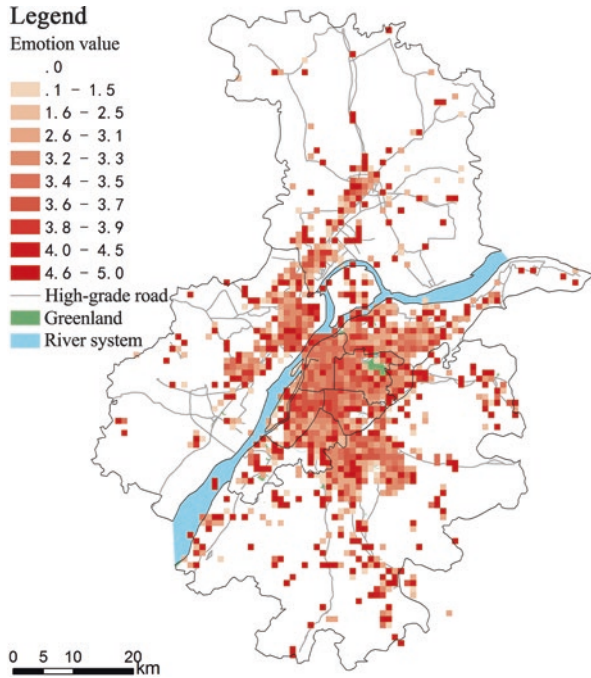 Legend
Emotion value
.0
.1 – 1.5
1.6 – 2.5
2.6 – 3.1
3.2 – 3.3
3.4 – 3.5
3.6 – 3.7
3.8 – 3.9
4.0 – 4.5
4.6 – 5.0
High-grade road
Greenland
River system
0 5 10 20
km